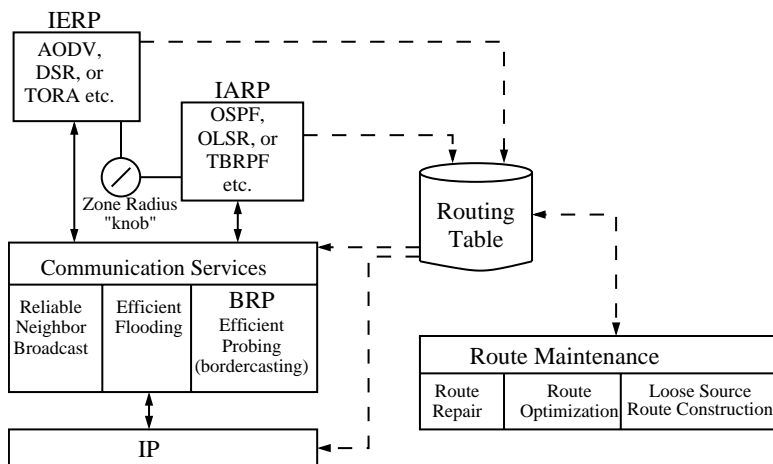 IERP
AODV,
DSR, or
TORA etc.
IARP
OSPF,
OLSR, or
TBRPF
etc.
Zone Radius
"knob"
Routing
Table
Communication Services
Reliable
Neighbor
Broadcast
Efficient
Flooding
BRP
Efficient
Probing
(bordercasting)
IP
Route Maintenance
Route
Repair
Route
Optimization
Loose Source
Route Construction